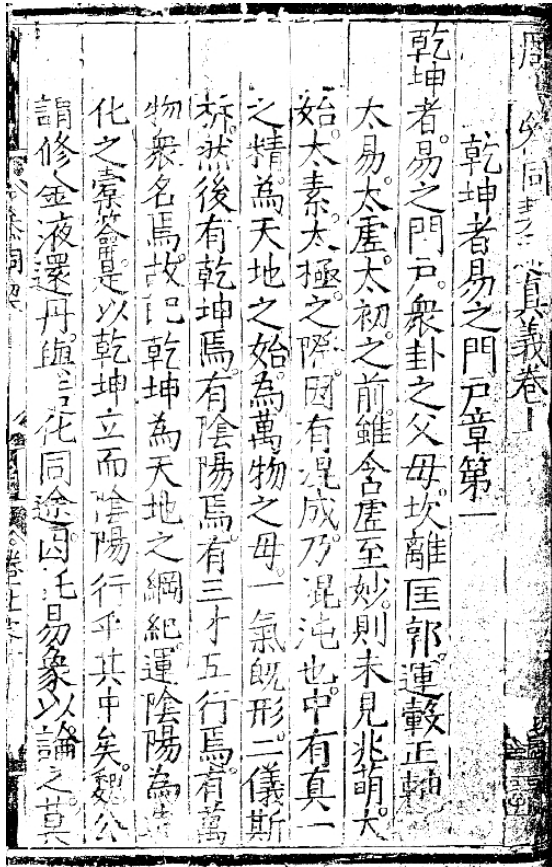 周同真義卷上
乾坤者易之門戶章第一
乾坤者。易之門戶。衆卦之父母。坎離匡郭。運轂正軸
太易。太虛。太初。之前。雖含虛至妙。則未見兆萌。太
始。太素。太極。之際。因有混成。乃混沌也。中有真一
之精。為天地之始。為萬物之母。一氣既形。二儀斯
析。然後有乾坤焉。有陰陽焉。有三才五行焉。有萬
物衆名焉。故配乾坤為天地之綱紀。運陰陽為造
化之橐籥。是以乾坤立而陰陽行乎其中矣。魏公
謂修金液還丹。與造化同途。因託易象以論之。莫
參同契